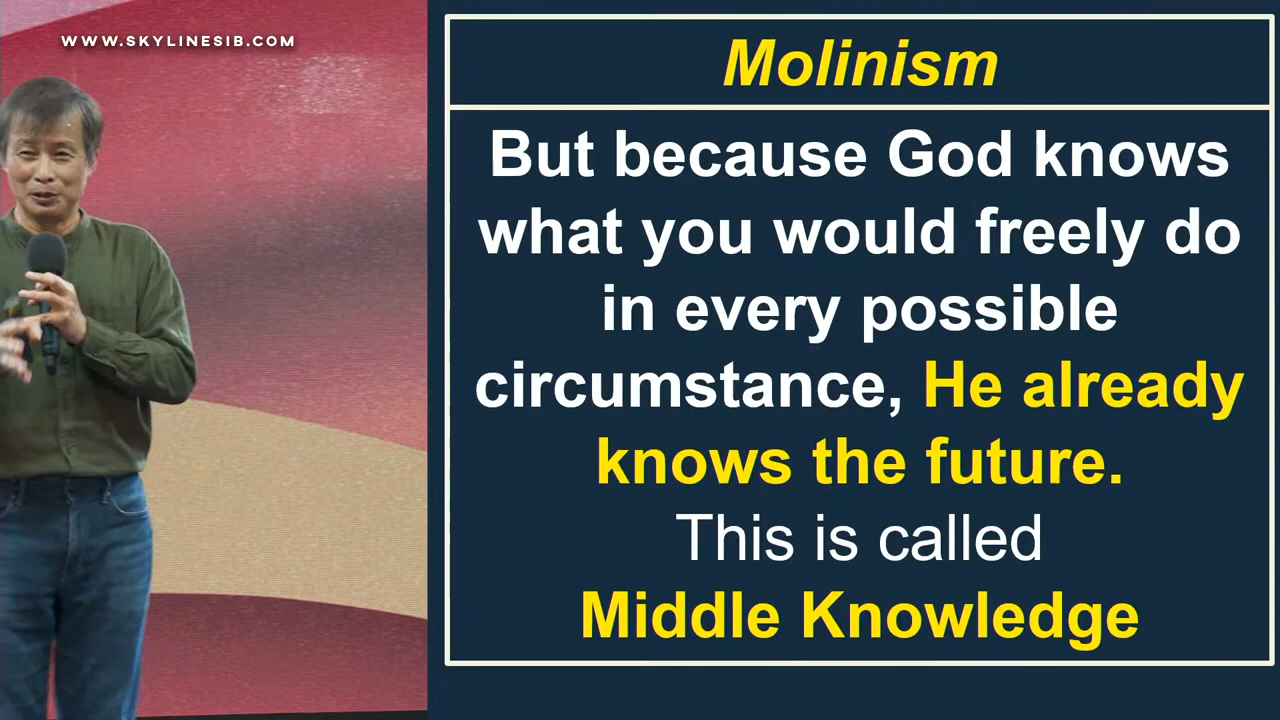 WWW.SKYLINESIB.COM
Molinism
But because God knows
what you would freely do
in every possible
circumstance, He already
knows the future.
This is called
Middle Knowledge